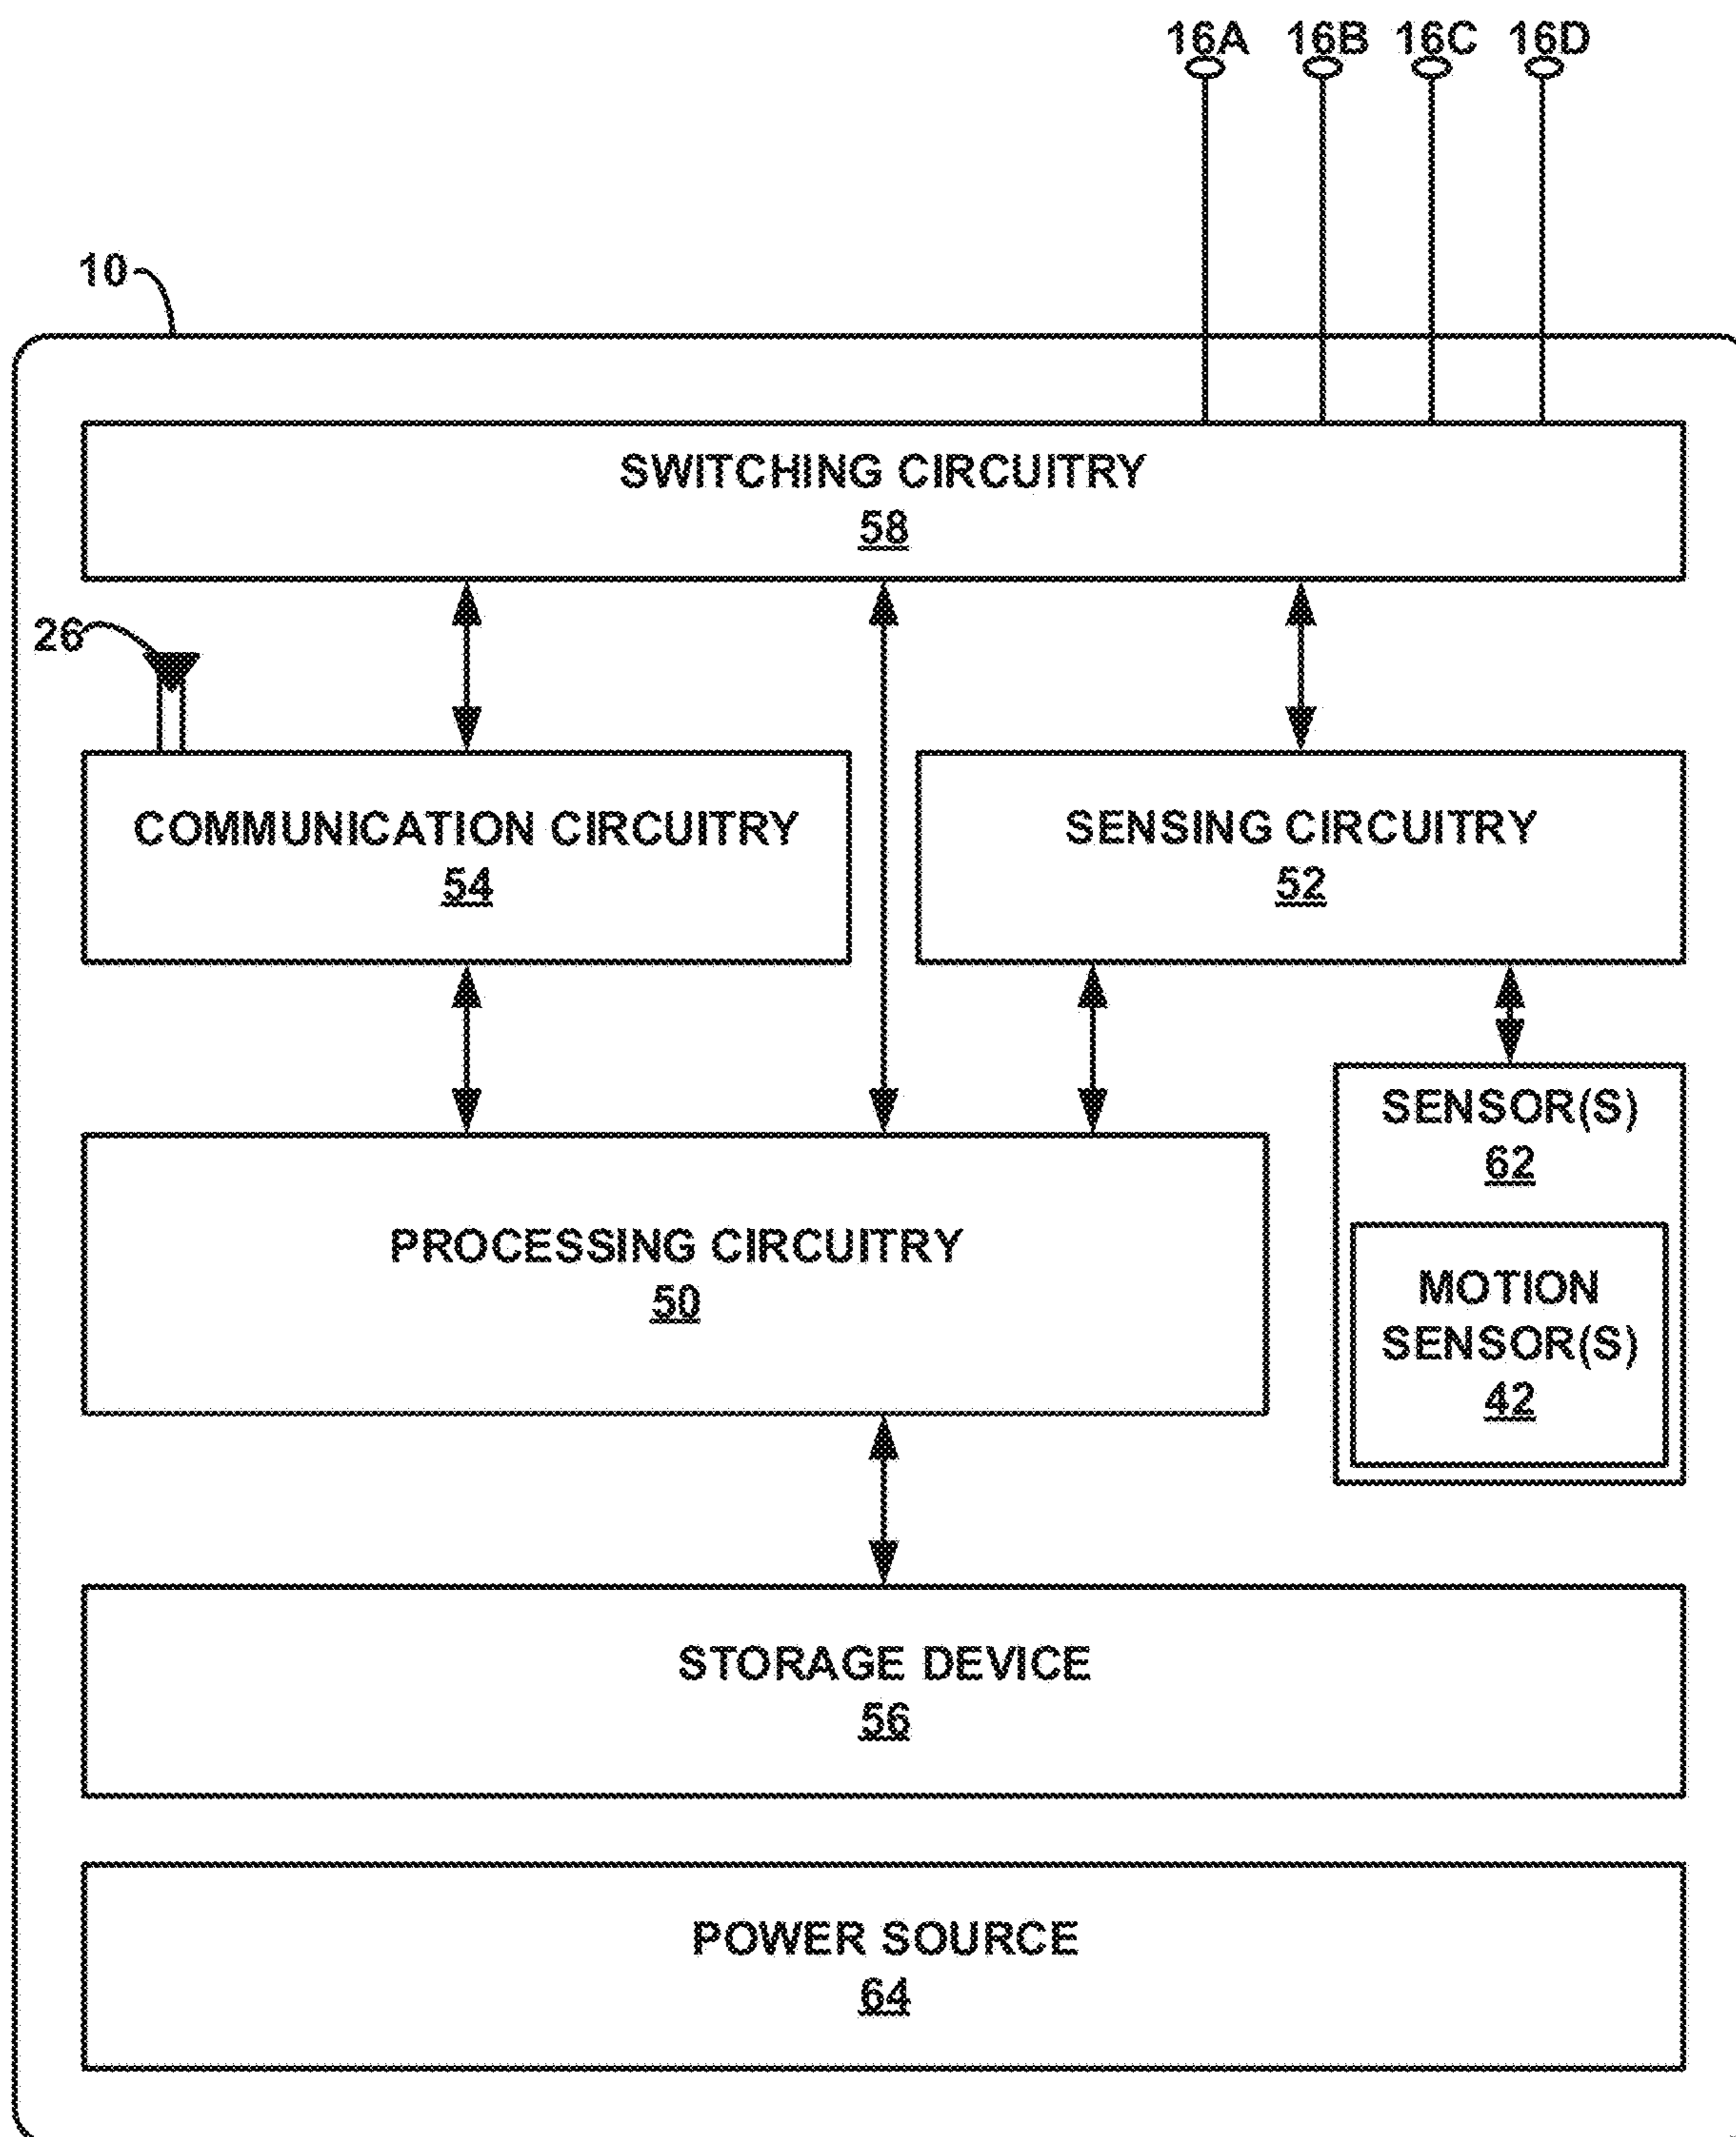 16A 16B 16C 16D
10
SWITCHING CIRCUITRY
58
26
COMMUNICATION CIRCUITRY
54
SENSING CIRCUITRY
52
SENSOR(S)
62
PROCESSING CIRCUITRY
50
MOTION
SENSOR(S)
42
STORAGE DEVICE
56
POWER SOURCE
64